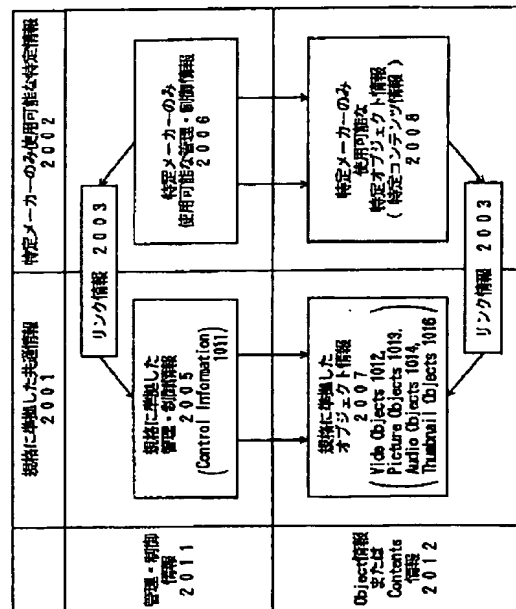 規格に準拠した共通情報
2001
特定メーカーのみ使用可能な特定情報
2002
管理・制御
情報
2011
規格に準拠した
管理・制御情報
2005
(Control Information
1011)
リンク情報 2003
特定メーカーのみ
使用可能な管理・制御情報
2006
Object情報
または
Contents
情報
2012
規格に準拠した
オブジェクト情報
2007
(Vide Objects 1012,
Picture Objects 1013,
Audio Objects 1014,
Thumbnail Objects 1016)
リンク情報 2003
特定メーカーのみ
使用可能な
特定オブジェクト情報
(特定コンテンツ情報)
2008